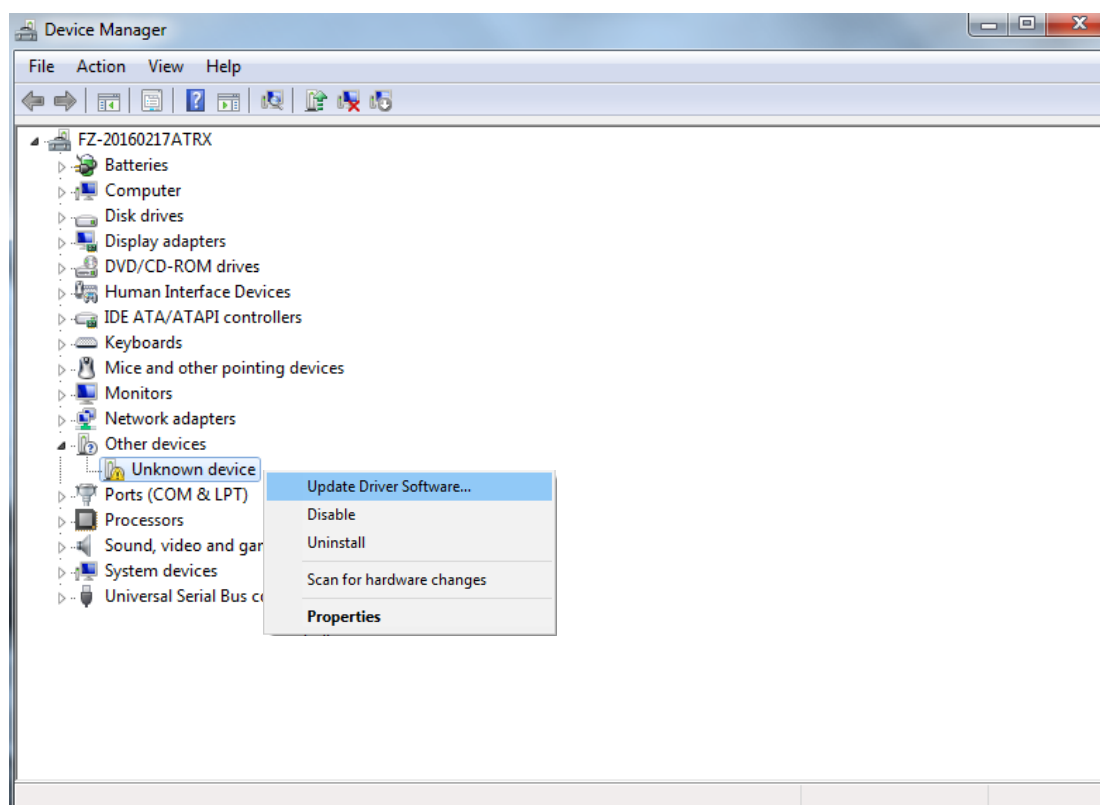 Device Manager
File Action View Help
FZ-20160217ATRX
Batteries
Computer
Disk drives
Display adapters
DVD/CD-ROM drives
Human Interface Devices
IDE ATA/ATAPI controllers
Keyboards
Mice and other pointing devices
Monitors
Network adapters
Other devices
Unknown device
Ports (COM & LPT)
Processors
Sound, video and gar
System devices
Universal Serial Bus c
Update Driver Software...
Disable
Uninstall
Scan for hardware changes
Properties